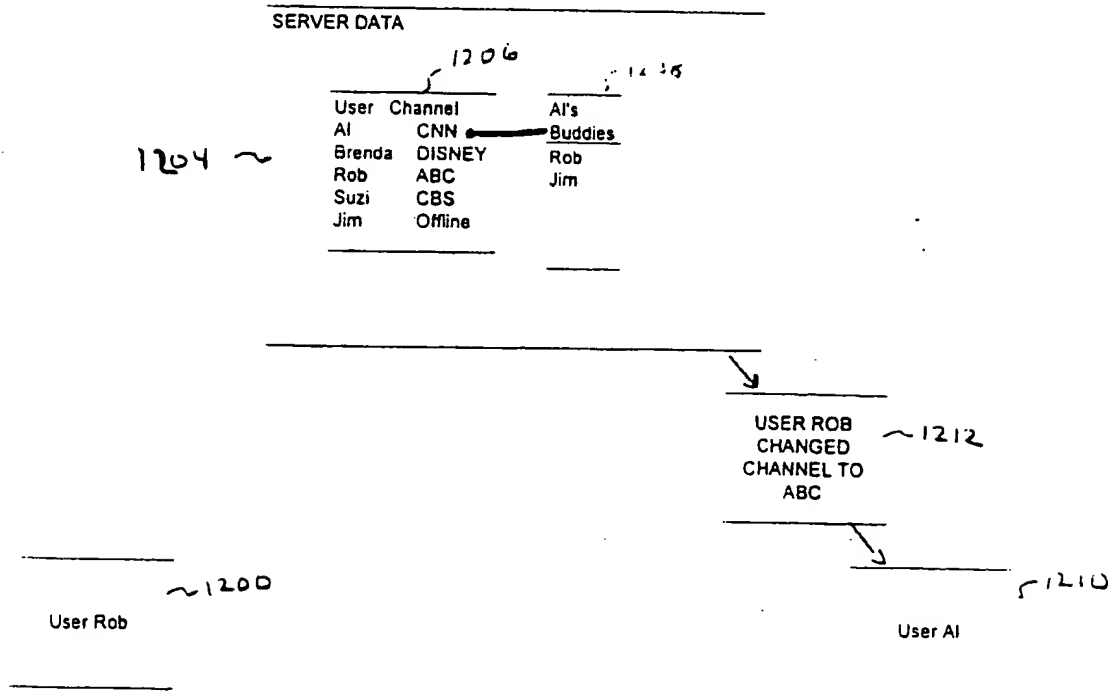 SERVER DATA
1206
User Channel
Al CNN
Brenda DISNEY
Rob ABC
Suzi CBS
Jim Offline
Al's
Buddies
Rob
Jim
1204
USER ROB
CHANGED
CHANNEL TO
ABC
1212
1200
User Rob
1210
User Al